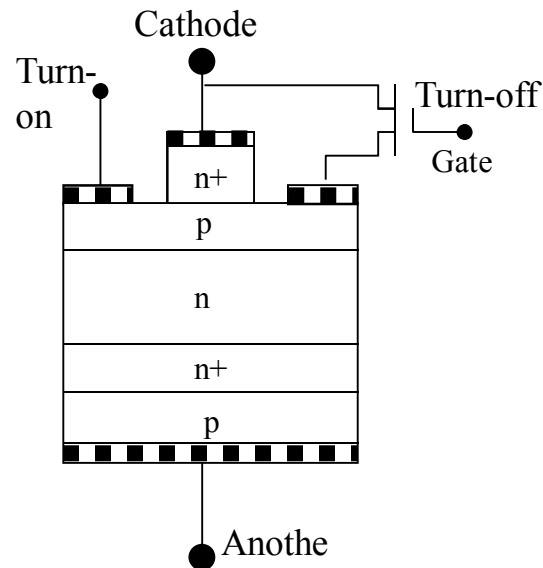 Cathode
Turn-
on
Turn-off
Gate
n+
p
n
n+
p
Anothe